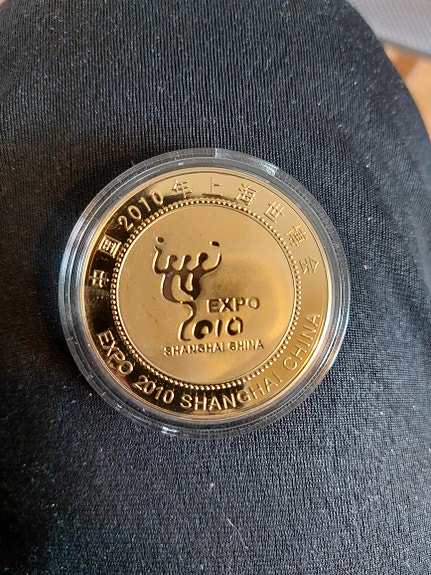 中国2010年上海世博会
EXPO
2010
SHANGHAI CHINA
EXPO 2010 SHANGHAI CHINA